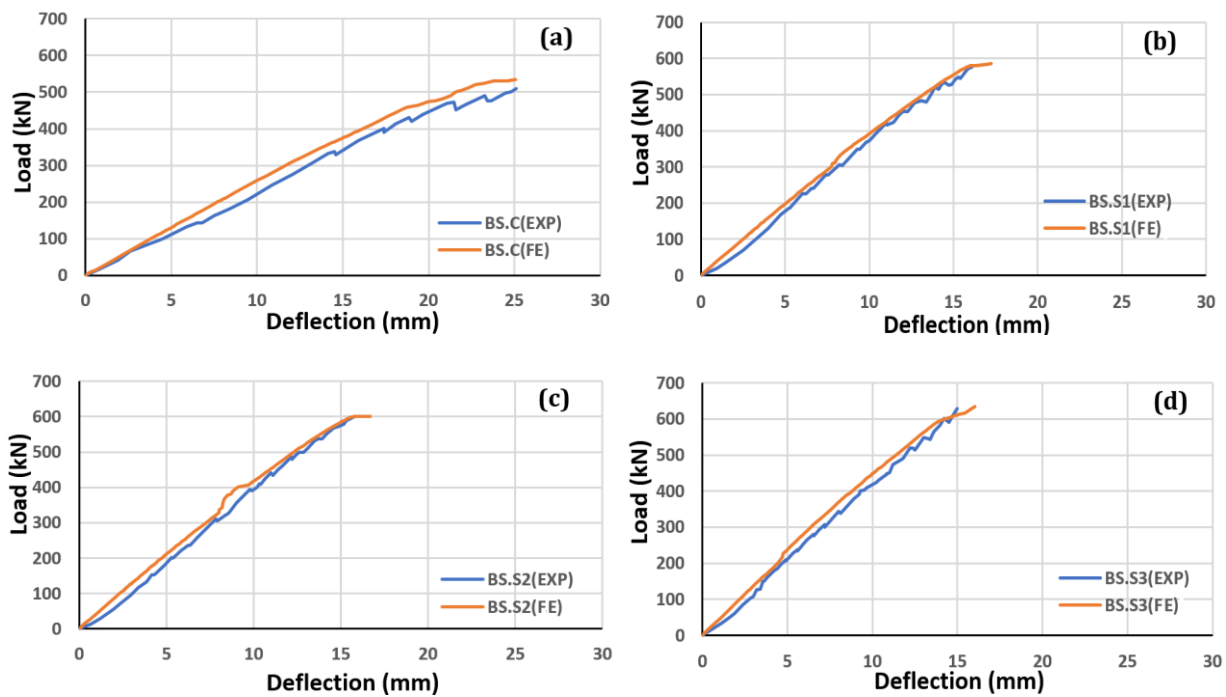 (a)
700
600
500
400
300
200
100
0
Load (kN)
BS.C(EXP)
BS.C(FE)
0 5 10 15 20 25 30
Deflection (mm)
(b)
700
600
500
400
300
200
100
0
Load (kN)
BS.S1(EXP)
BS.S1(FE)
0 5 10 15 20 25 30
Deflection (mm)
(c)
700
600
500
400
300
200
100
0
Load (kN)
BS.S2(EXP)
BS.S2(FE)
0 5 10 15 20 25 30
Deflection (mm)
(d)
700
600
500
400
300
200
100
0
Load (kN)
BS.S3(EXP)
BS.S3(FE)
0 5 10 15 20 25 30
Deflection (mm)